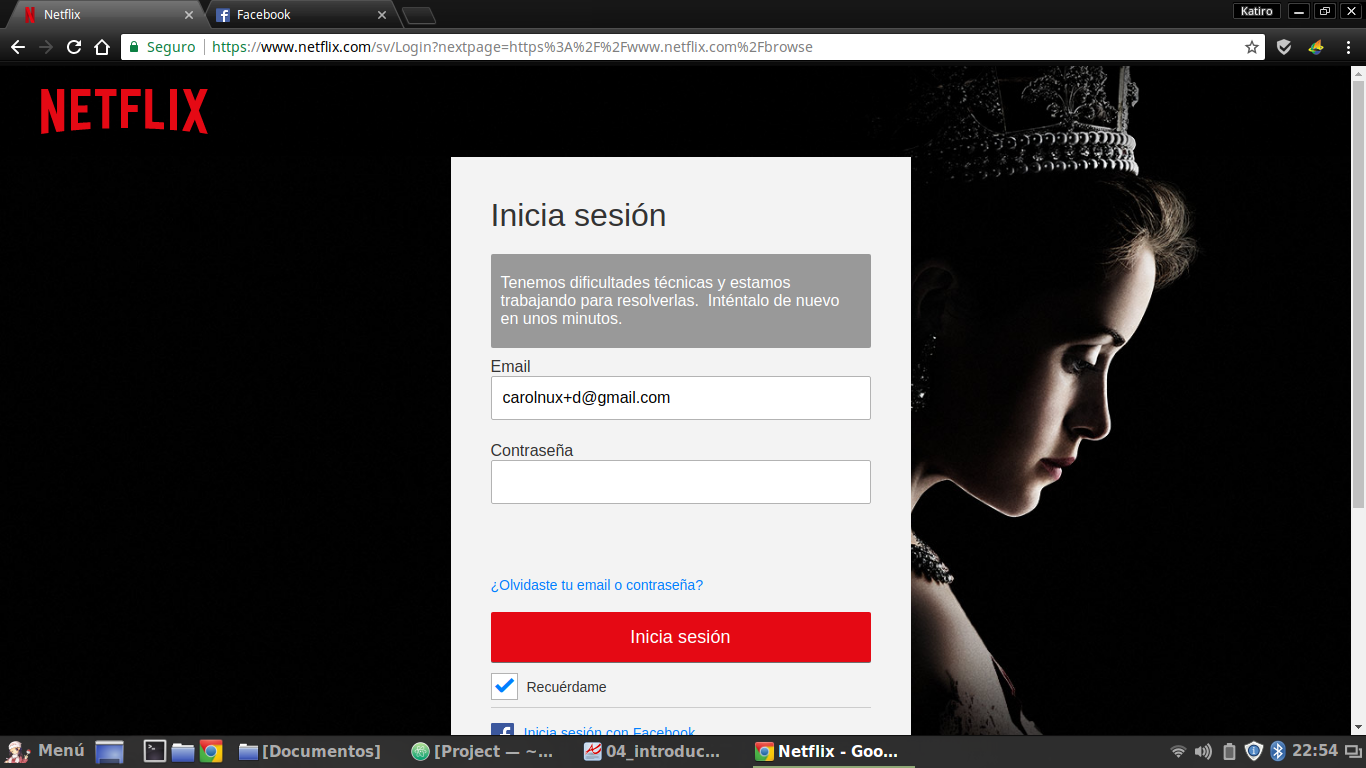 Netflix
Facebook
Katiro
Seguro
https://www.netflix.com/sv/Login?nextpage=https%3A%2F%2Fwww.netflix.com%2Fbrowse
NETFLIX
Inicia sesión
Tenemos dificultades técnicas y estamos
trabajando para resolverlas.  Inténtalo de nuevo
en unos minutos.
Email
carolnux+d@gmail.com
Contraseña
¿Olvidaste tu email o contraseña?
Inicia sesión
Recuérdame
Inicia sesión con Facebook
Menú
[Documentos]
[Project — ~...
04_introduc...
Netflix - Goo...
22:54